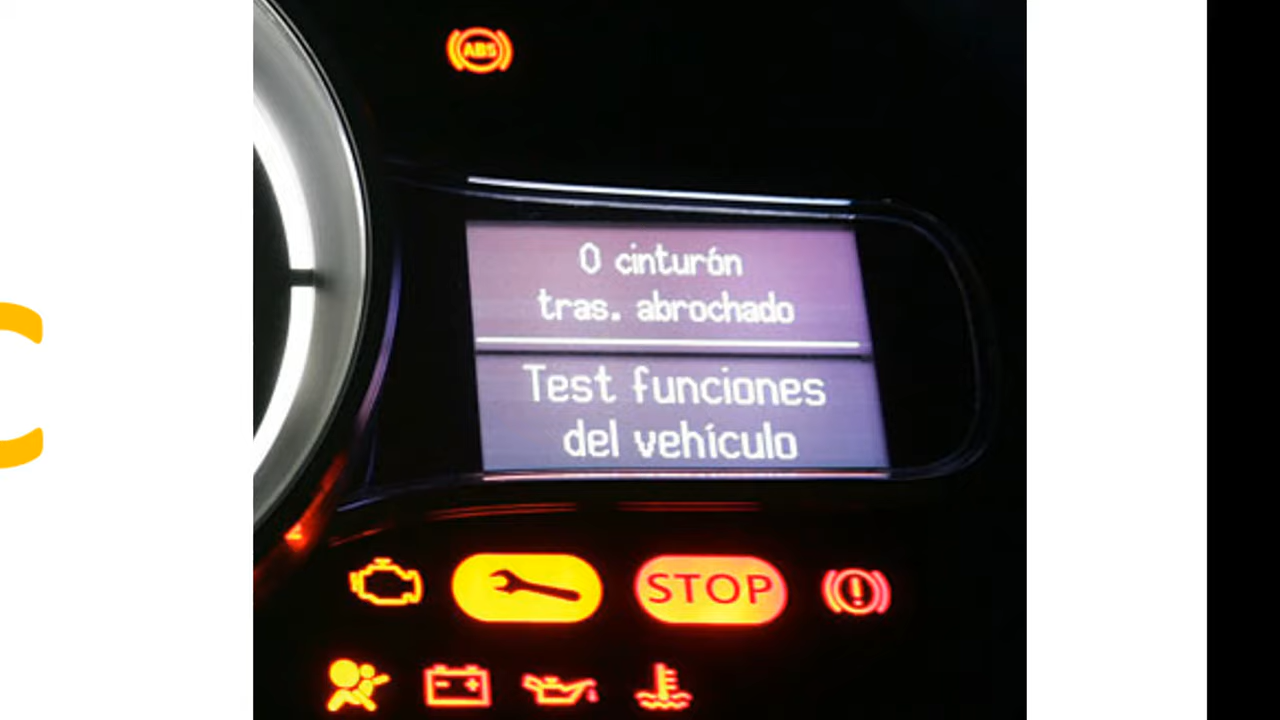 ABS
0 cinturón
tras. abrochado
Test funciones
del vehículo
STOP